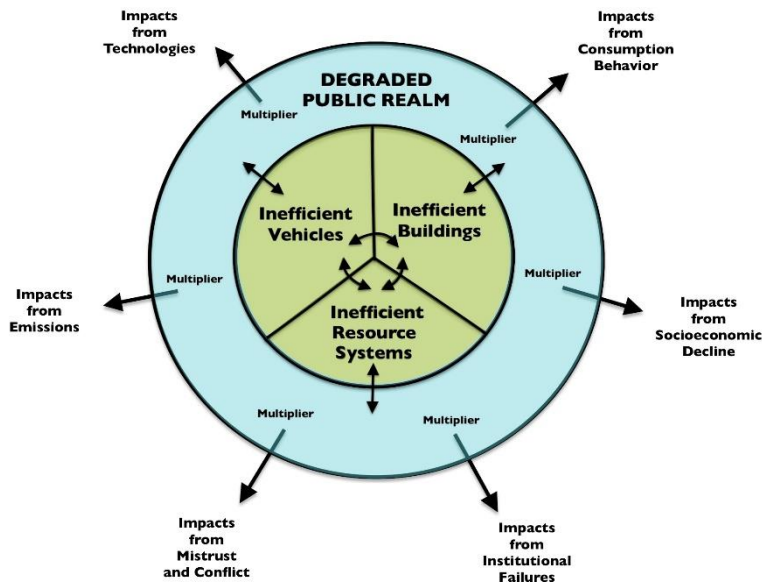 Impacts
from
Technologies
Impacts
from
Consumption
Behavior
DEGRADED
PUBLIC REALM
Multiplier
Multiplier
Inefficient
Vehicles
Inefficient
Buildings
Multiplier
Multiplier
Impacts
from
Emissions
Impacts
from
Socioeconomic
Decline
Inefficient
Resource
Systems
Multiplier
Multiplier
Impacts
from
Mistrust
and Conflict
Impacts
from
Institutional
Failures